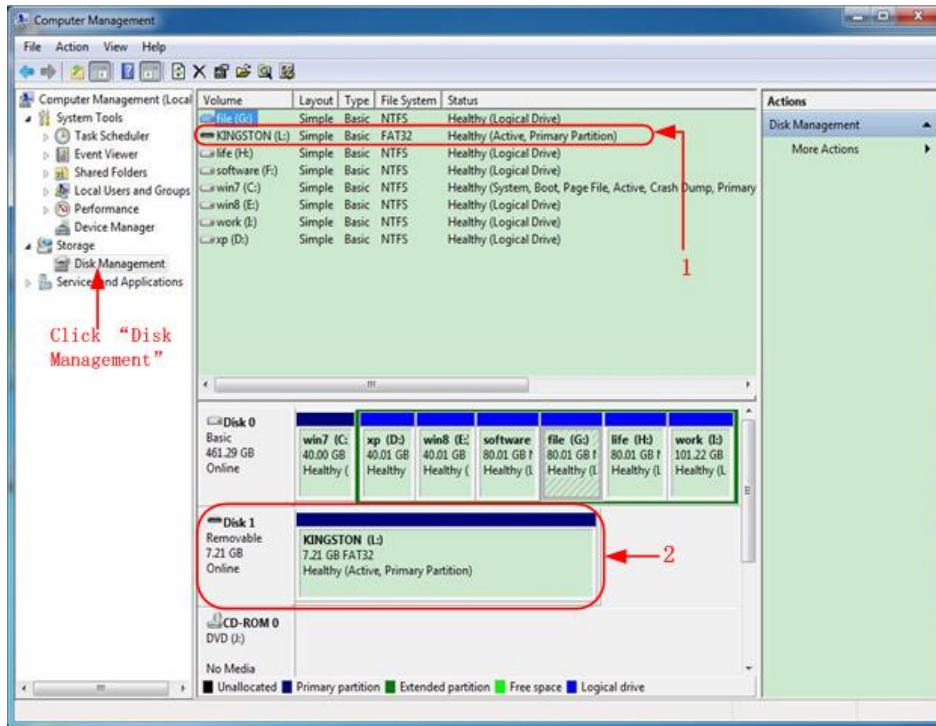 Computer Management
File Action View Help
Computer Management (Local
System Tools
Task Scheduler
Event Viewer
Shared Folders
Local Users and Groups
Performance
Device Manager
Storage
Disk Management
Services and Applications
Click “Disk
Management”
Volume Layout Type File System Status
file (G:) Simple Basic NTFS Healthy (Logical Drive)
KINGSTON (L:) Simple Basic FAT32 Healthy (Active, Primary Partition)
life (H:) Simple Basic NTFS Healthy (Logical Drive)
software (F:) Simple Basic NTFS Healthy (Logical Drive)
win7 (C:) Simple Basic NTFS Healthy (System, Boot, Page File, Active, Crash Dump, Primary
win8 (E:) Simple Basic NTFS Healthy (Logical Drive)
work (I:) Simple Basic NTFS Healthy (Logical Drive)
xp (D:) Simple Basic NTFS Healthy (Logical Drive)
1
Actions
Disk Management
More Actions
Disk 0
Basic
461.29 GB
Online
win7 (C: xp (D:) win8 (E: software file (G:) life (H:) work (I:)
40.00 GB 40.01 GB 40.01 GB 80.01 GB 80.01 GB 80.01 GB 101.22 GB
Healthy ( Healthy Healthy ( Healthy (L Healthy (L Healthy (L Healthy (L
Disk 1
Removable
7.21 GB
Online
KINGSTON (L:)
7.21 GB FAT32
Healthy (Active, Primary Partition)
2
CD-ROM 0
DVD (J:)
No Media
Unallocated Primary partition Extended partition Free space Logical drive